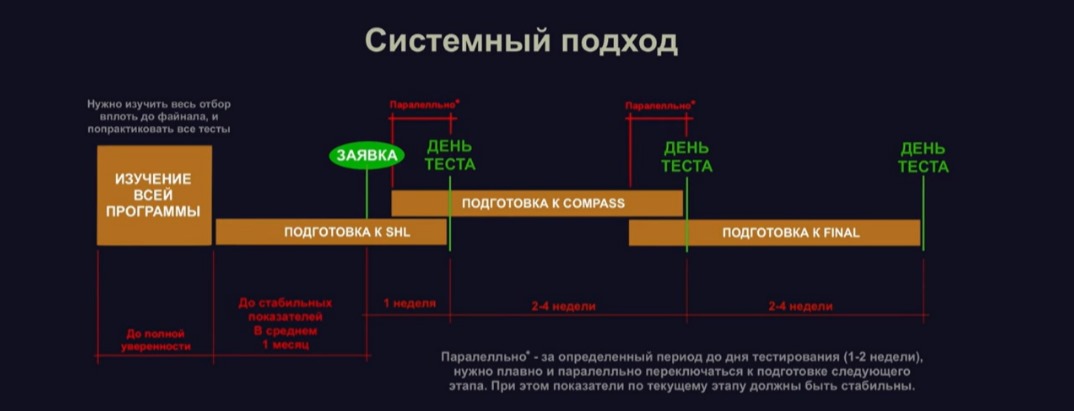 Системный подход
Нужно изучить весь отбор
вплоть до файнала, и
попрактиковать все тесты
Паралелльно*
Паралелльно*
ЗАЯВКА
ДЕНЬ
ТЕСТА
ДЕНЬ
ТЕСТА
ДЕНЬ
ТЕСТА
ИЗУЧЕНИЕ
ВСЕЙ
ПРОГРАММЫ
ПОДГОТОВКА К COMPASS
ПОДГОТОВКА К SHL
ПОДГОТОВКА К FINAL
До стабильных
показателей
В среднем
1 месяц
1 неделя
2-4 недели
2-4 недели
До полной
уверенности
Паралелльно* - за определенный период до дня тестирования (1-2 недели),
нужно плавно и паралелльно переключаться к подготовке следующего
этапа. При этом показатели по текущему этапу должны быть стабильны.